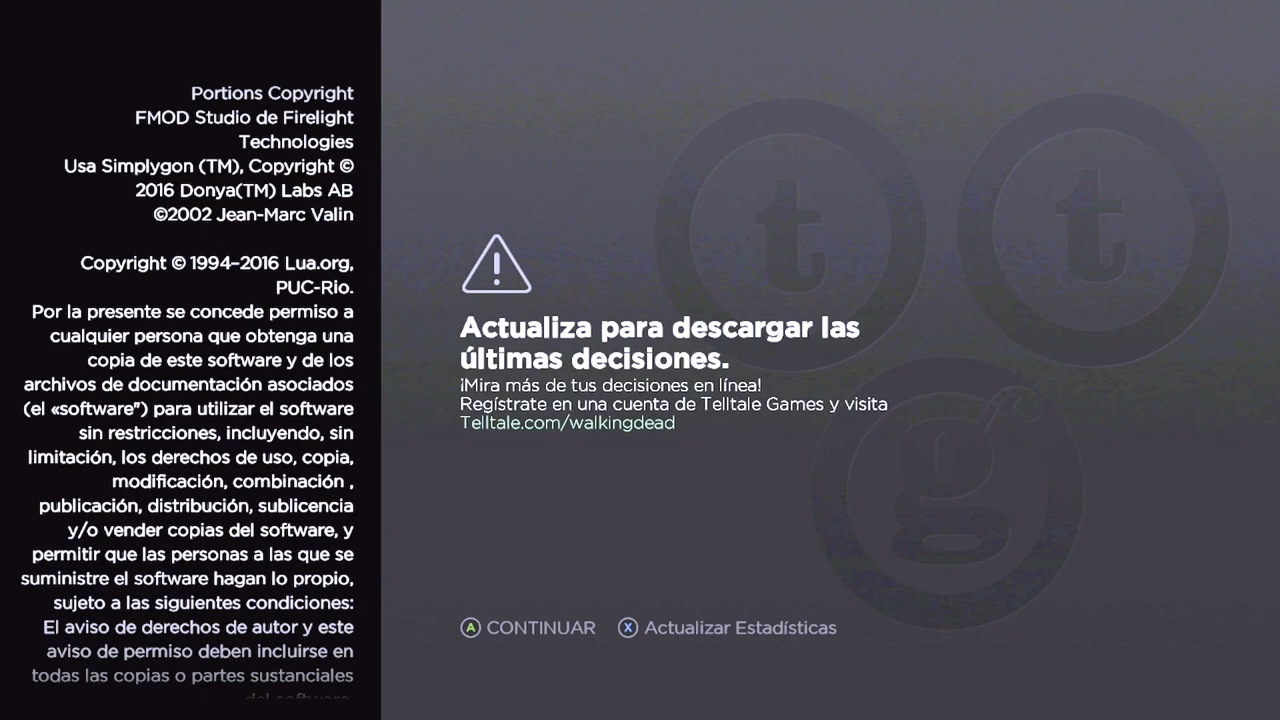 Portions Copyright
FMOD Studio de Firelight
Technologies
Usa Simplygon (TM), Copyright ©
2016 Donya(TM) Labs AB
©2002 Jean-Marc Valin
Copyright © 1994–2016 Lua.org,
PUC-Rio.
Por la presente se concede permiso a
cualquier persona que obtenga una
copia de este software y de los
archivos de documentación asociados
(el «software") para utilizar el software
sin restricciones, incluyendo, sin
limitación, los derechos de uso, copia,
modificación, combinación ,
publicación, distribución, sublicencia
y/o vender copias del software, y
permitir que las personas a las que se
suministre el software hagan lo propio,
sujeto a las siguientes condiciones:
El aviso de derechos de autor y este
aviso de permiso deben incluirse en
todas las copias o partes sustanciales
del software.
t t
g
Actualiza para descargar las
últimas decisiones.
¡Mira más de tus decisiones en línea!
Regístrate en una cuenta de Telltale Games y visita
Telltale.com/walkingdead
A CONTINUAR X Actualizar Estadísticas